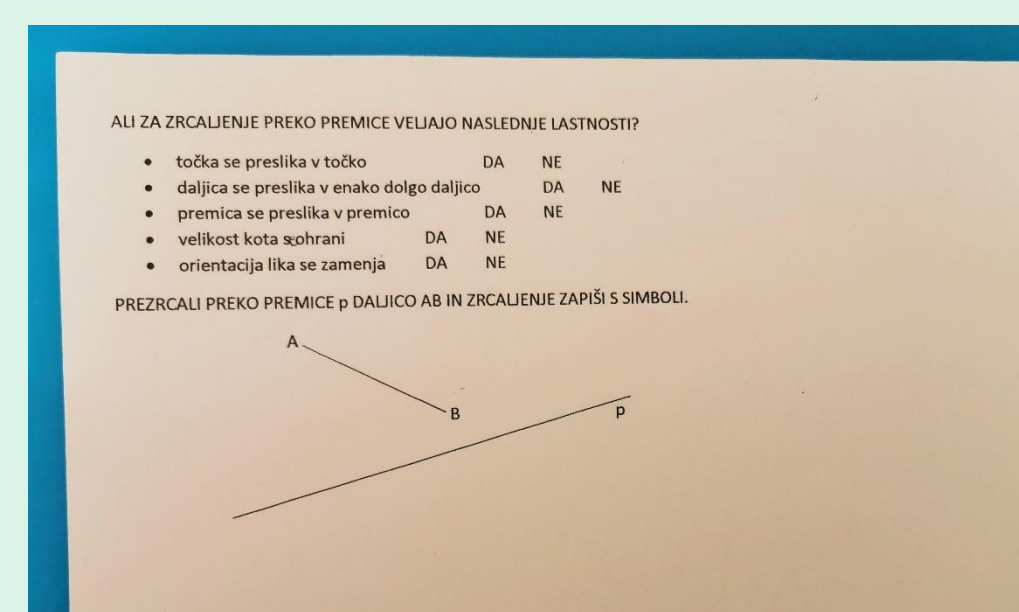 ALI ZA ZRCALJENJE PREKO PREMICE VELJAJO NASLEDNJE LASTNOSTI?
• točka se preslika v točko DA NE
• daljica se preslika v enako dolgo daljico DA NE
• premica se preslika v premico DA NE
• velikost kota se ohrani DA NE
• orientacija lika se zamenja DA NE
PREZRCALI PREKO PREMICE p DALJICO AB IN ZRCALJENJE ZAPIŠI S SIMBOLI.
A
B
p